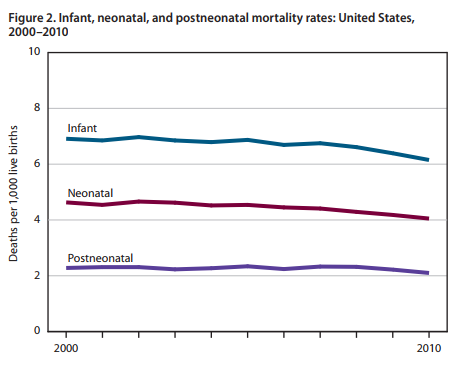 Figure 2. Infant, neonatal, and postneonatal mortality rates: United States,
2000–2010
10
8
Infant
6
Neonatal
4
Postneonatal
2
0
Deaths per 1,000 live births
2000 2010